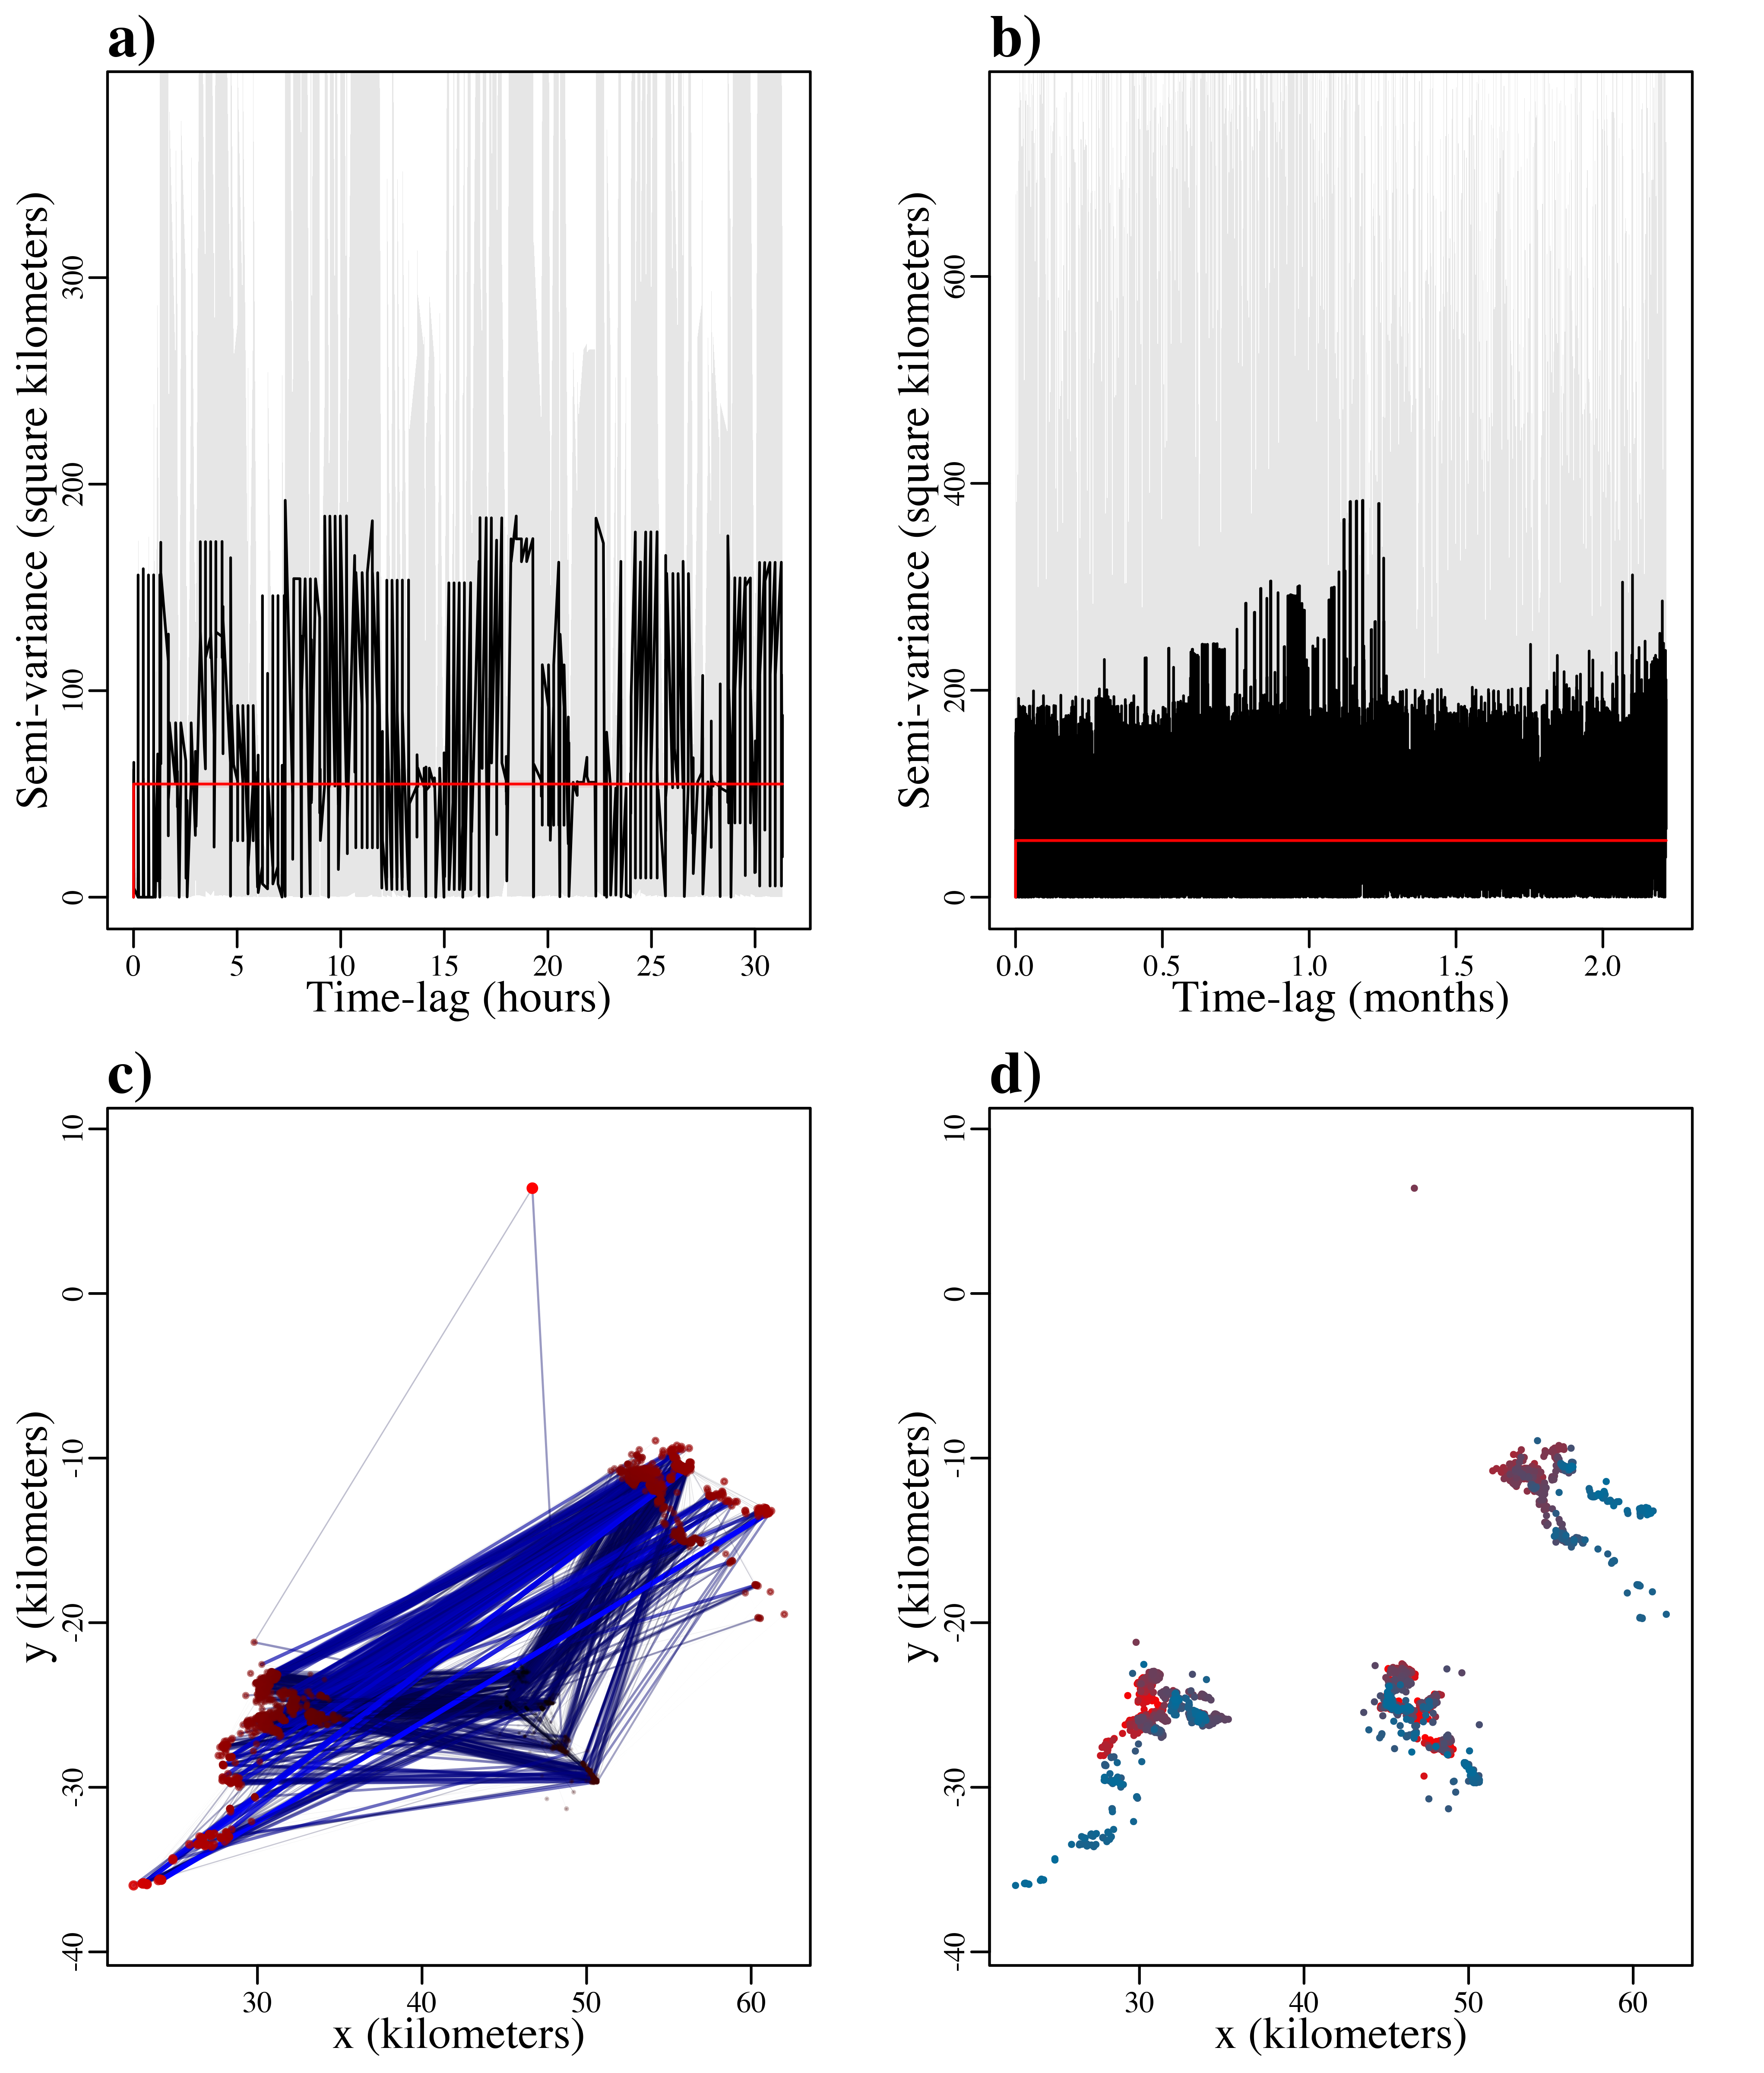 a)
Semi-variance (square kilometers)
300
200
100
0
0 5 10 15 20 25 30
Time-lag (hours)
b)
Semi-variance (square kilometers)
600
400
200
0
0.0 0.5 1.0 1.5 2.0
Time-lag (months)
c)
y (kilometers)
10
0
-10
-20
-30
-40
30 40 50 60
x (kilometers)
d)
y (kilometers)
10
0
-10
-20
-30
-40
30 40 50 60
x (kilometers)